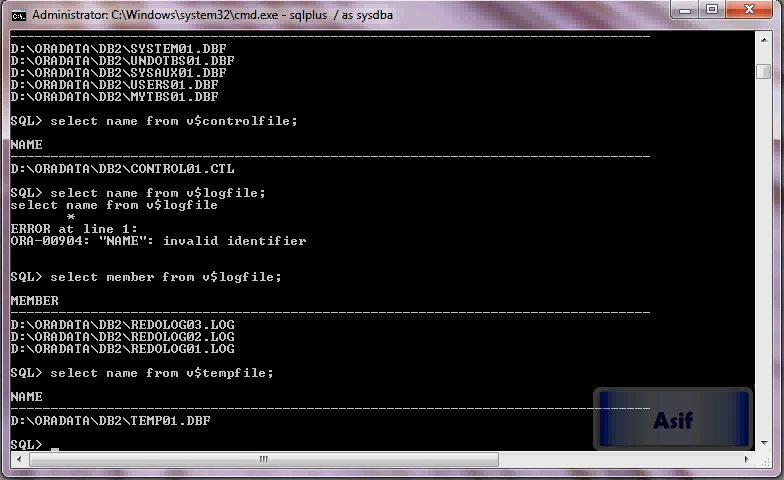 Administrator: C:\Windows\system32\cmd.exe - sqlplus / as sysdba
--------------------------------------------------------------------------------
D:\ORADATA\DB2\SYSTEM01.DBF
D:\ORADATA\DB2\UNDOTBS01.DBF
D:\ORADATA\DB2\SYSAUX01.DBF
D:\ORADATA\DB2\USERS01.DBF
D:\ORADATA\DB2\MYTBS01.DBF
SQL> select name from v$controlfile;
NAME
--------------------------------------------------------------------------------
D:\ORADATA\DB2\CONTROL01.CTL
SQL> select name from v$logfile;
select name from v$logfile
*
ERROR at line 1:
ORA-00904: "NAME": invalid identifier
SQL> select member from v$logfile;
MEMBER
--------------------------------------------------------------------------------
D:\ORADATA\DB2\REDOLOG03.LOG
D:\ORADATA\DB2\REDOLOG02.LOG
D:\ORADATA\DB2\REDOLOG01.LOG
SQL> select name from v$tempfile;
NAME
--------------------------------------------------------------------------------
D:\ORADATA\DB2\TEMP01.DBF
SQL> _
Asif